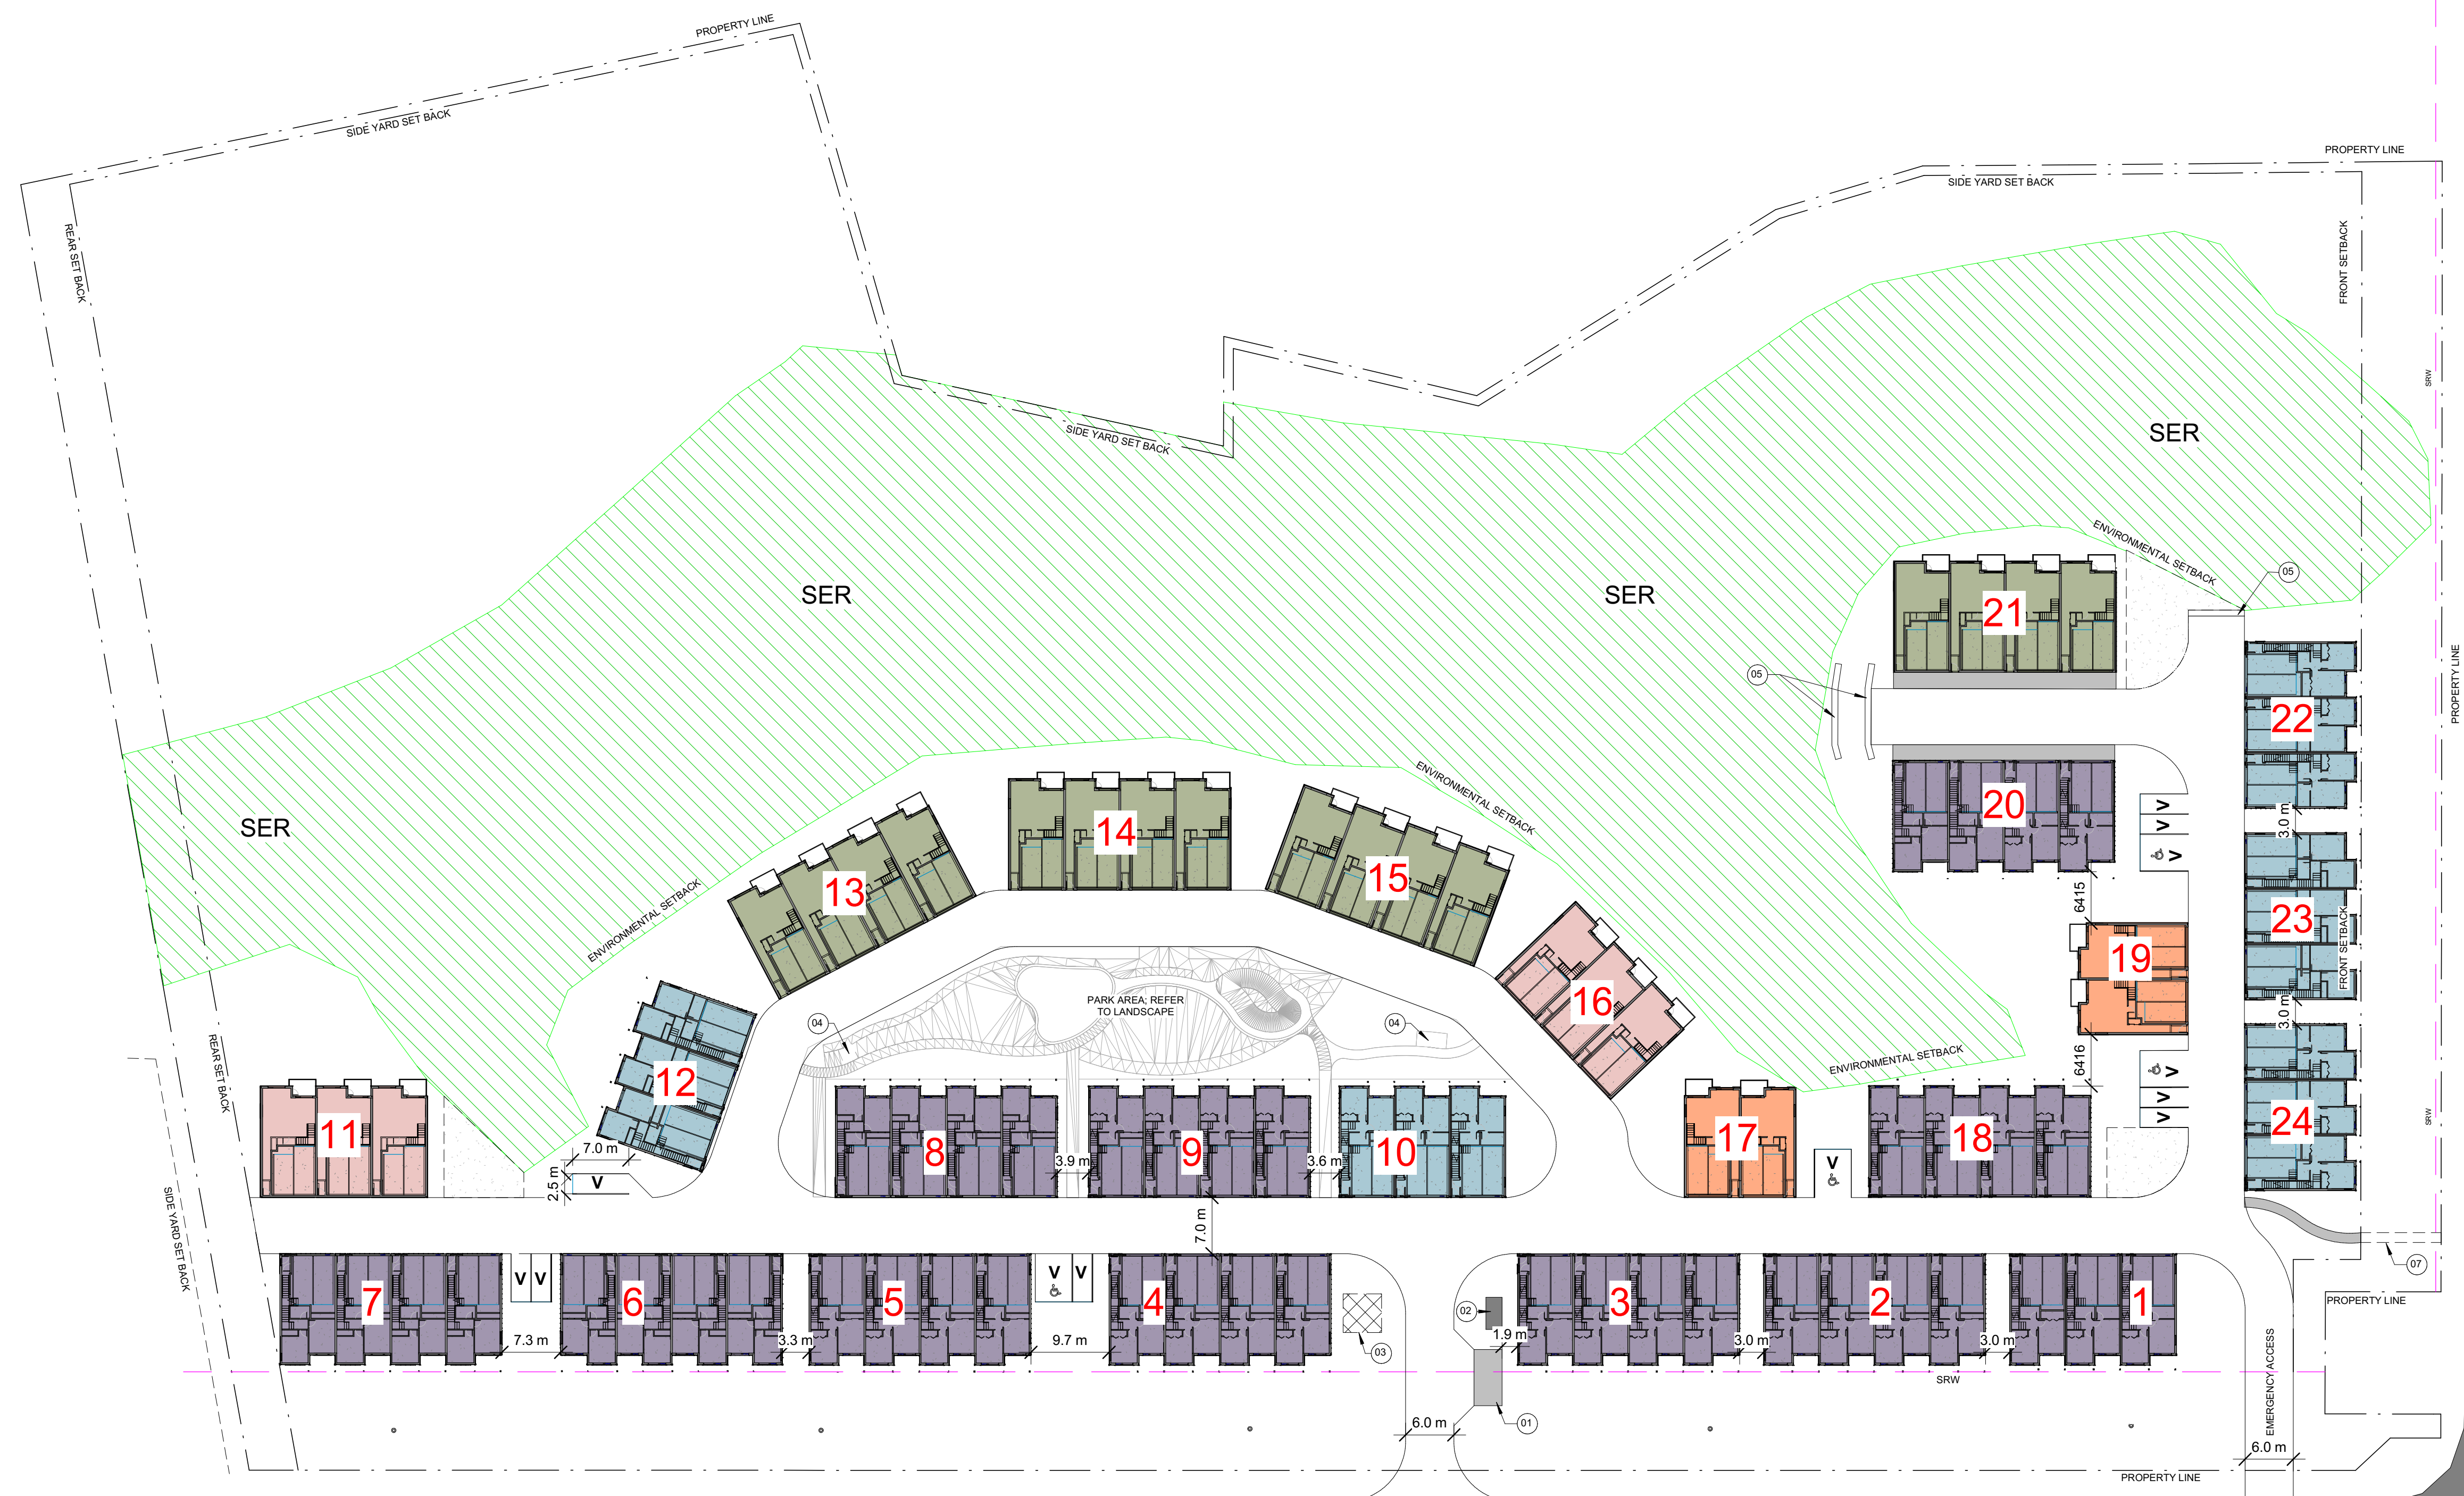 PROPERTY LINE
SIDE YARD SET BACK
PROPERTY LINE
SIDE YARD SET BACK
REAR SET BACK
FRONT SETBACK
SRW
SIDE YARD SET BACK
SER
ENVIRONMENTAL SETBACK
05
SER
SER
21
05
PROPERTY LINE
22
ENVIRONMENTAL SETBACK
20
V
V
V
3.0 m
SER
14
15
13
6415
ENVIRONMENTAL SETBACK
23
FRONT SETBACK
19
PARK AREA; REFER
TO LANDSCAPE
16
04
04
3.0 m
REAR SET BACK
12
ENVIRONMENTAL SETBACK
6416
V
V
V
SRW
11
8
9
10
17
18
24
7.0 m
3.9 m
3.6 m
V
2.5 m
V
SIDE YARD SET BACK
7.0 m
07
V
V
V
V
7
6
5
4
02
3
2
1
PROPERTY LINE
7.3 m
3.3 m
9.7 m
03
1.9 m
3.0 m
3.0 m
SRW
EMERGENCY ACCESS
6.0 m
01
6.0 m
PROPERTY LINE